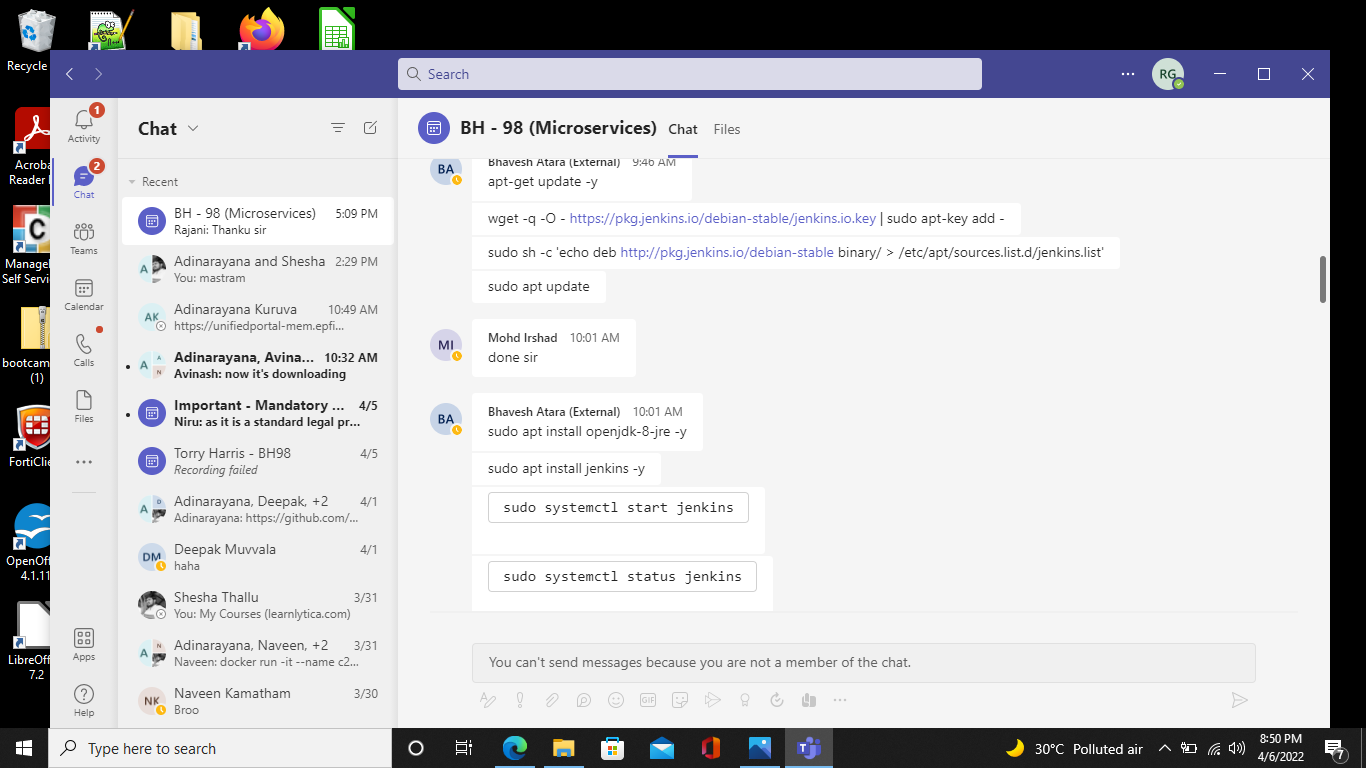 Recycle
Acroba
Reader
Manage
Self Servi
bootcam
(1)
FortiClie
OpenOff
4.1.11
LibreOff
7.2
Search
RG
1
Activity
2
Chat
Teams
Calendar
Calls
Files
Apps
Help
Chat
Recent
BH - 98 (Microservices) 5:09 PM
Rajani: Thanku sir
A
Adinarayana and Shesha 2:29 PM
You: mastram
AK
Adinarayana Kuruva 10:49 AM
https://unifiedportal-mem.epfi...
A A N
Adinarayana, Avina... 10:32 AM
Avinash: now it's downloading
Important - Mandatory ... 4/5
Niru: as it is a standard legal pr...
Torry Harris - BH98 4/5
Recording failed
A D
Adinarayana, Deepak, +2 4/1
Adinarayana: https://github.com/...
DM
Deepak Muvvala 4/1
haha
Shesha Thallu 3/31
You: My Courses (learnlytica.com)
A N
Adinarayana, Naveen, +2 3/31
Naveen: docker run -it --name c2...
NK
Naveen Kamatham 3/30
Broo
BH - 98 (Microservices) Chat Files
BA
Bhavesh Atara (External) 9:46 AM
apt-get update -y
wget -q -O - https://pkg.jenkins.io/debian-stable/jenkins.io.key | sudo apt-key add -
sudo sh -c 'echo deb http://pkg.jenkins.io/debian-stable binary/ > /etc/apt/sources.list.d/jenkins.list'
sudo apt update
MI
Mohd Irshad 10:01 AM
done sir
BA
Bhavesh Atara (External) 10:01 AM
sudo apt install openjdk-8-jre -y
sudo apt install jenkins -y
sudo systemctl start jenkins
sudo systemctl status jenkins
You can't send messages because you are not a member of the chat.
GIF
Type here to search
30°C Polluted air
8:50 PM
4/6/2022
7